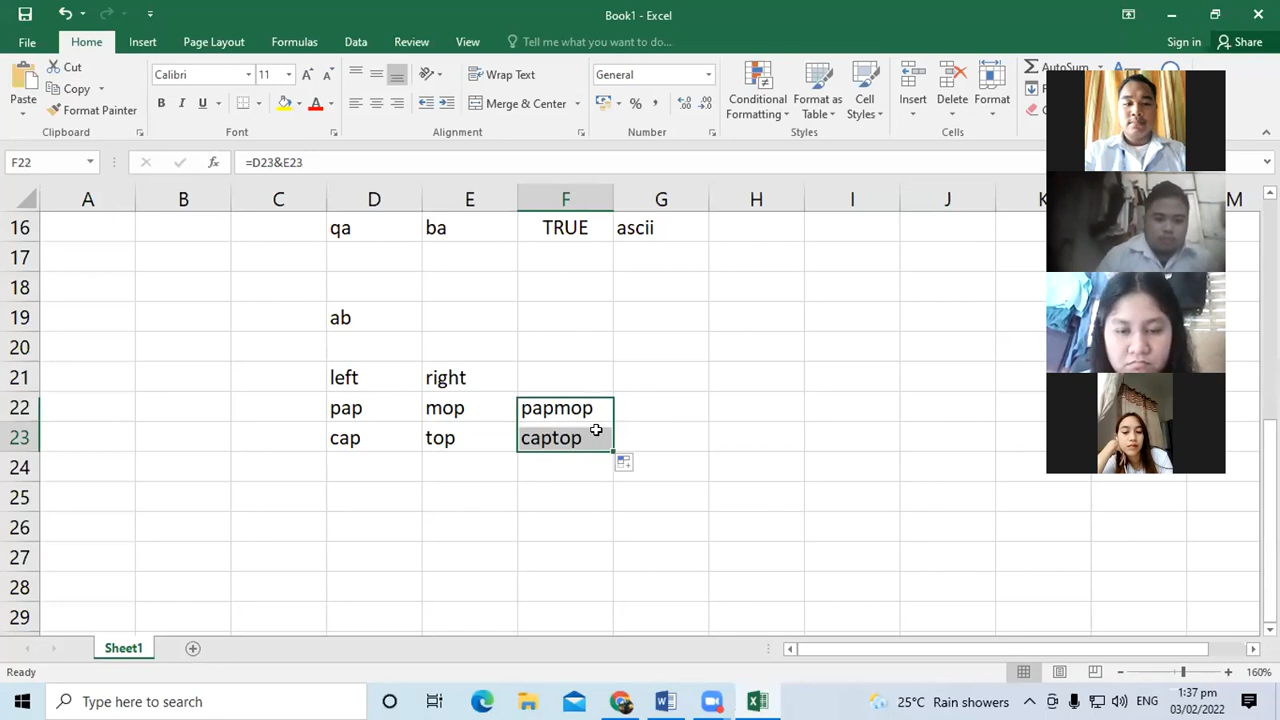 Book1 - Excel
File Home Insert Page Layout Formulas Data Review View Tell me what you want to do... Sign in Share
Paste Cut Copy Format Painter Clipboard
Calibri 11 B I U A Font
Wrap Text Merge & Center Alignment
General % , Number
Conditional Formatting Format as Table Cell Styles Styles
Insert Delete Format Cells
AutoSum
F22 fx =D23&E23
A B C D E F G H I J K M
16 qa ba TRUE ascii
17
18
19 ab
20
21 left right
22 pap mop papmop
23 cap top captop
24
25
26
27
28
29
Sheet1
Ready 160%
Type here to search 25°C Rain showers ENG 1:37 pm
03/02/2022